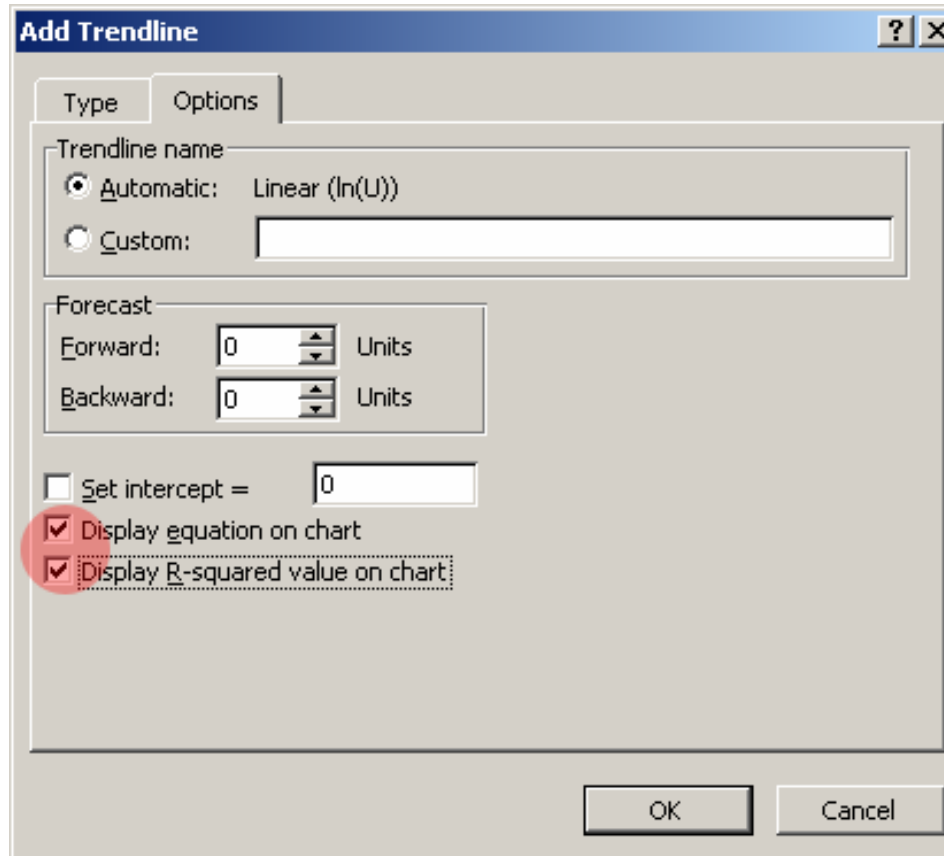 Add Trendline
Type Options
Trendline name
Automatic: Linear (ln(U))
Custom:
Forecast
Forward: 0 Units
Backward: 0 Units
Set intercept = 0
Display equation on chart
Display R-squared value on chart
OK Cancel